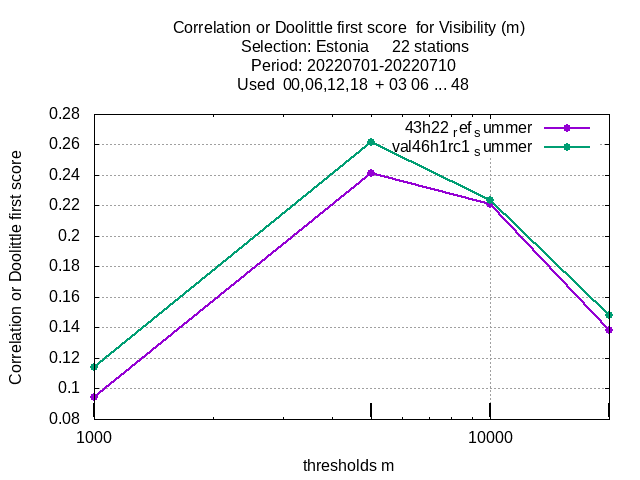 Correlation or Doolittle first score  for Visibility (m)
Selection: Estonia     22 stations
Period: 20220701-20220710
Used  00,06,12,18  + 03 06 ... 48
43h22 ref summer
val46h1rc1 summer
Correlation or Doolittle first score
0.28
0.26
0.24
0.22
0.2
0.18
0.16
0.14
0.12
0.1
0.08
1000
10000
thresholds m